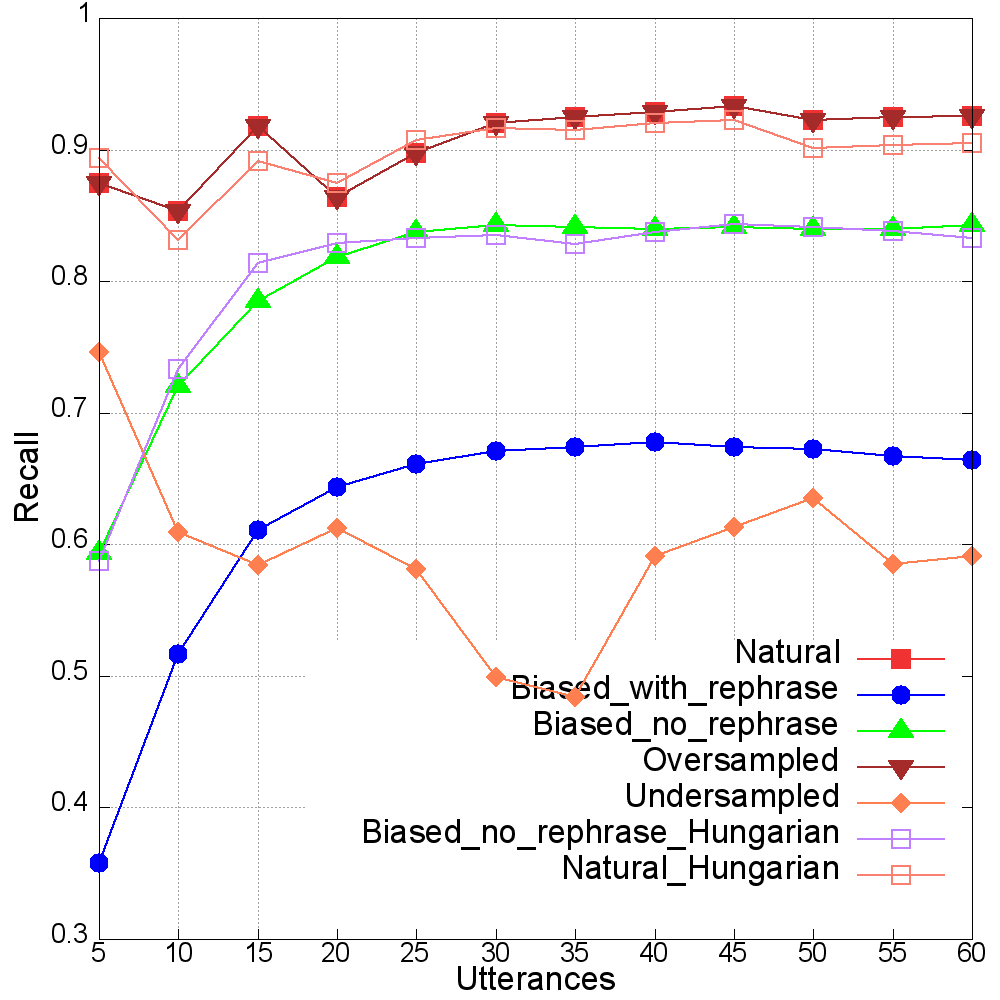 1
0.9
0.8
0.7
0.6
0.5
0.4
0.3
Recall
Natural
Biased_with_rephrase
Biased_no_rephrase
Oversampled
Undersampled
Biased_no_rephrase_Hungarian
Natural_Hungarian
5 10 15 20 25 30 35 40 45 50 55 60
Utterances